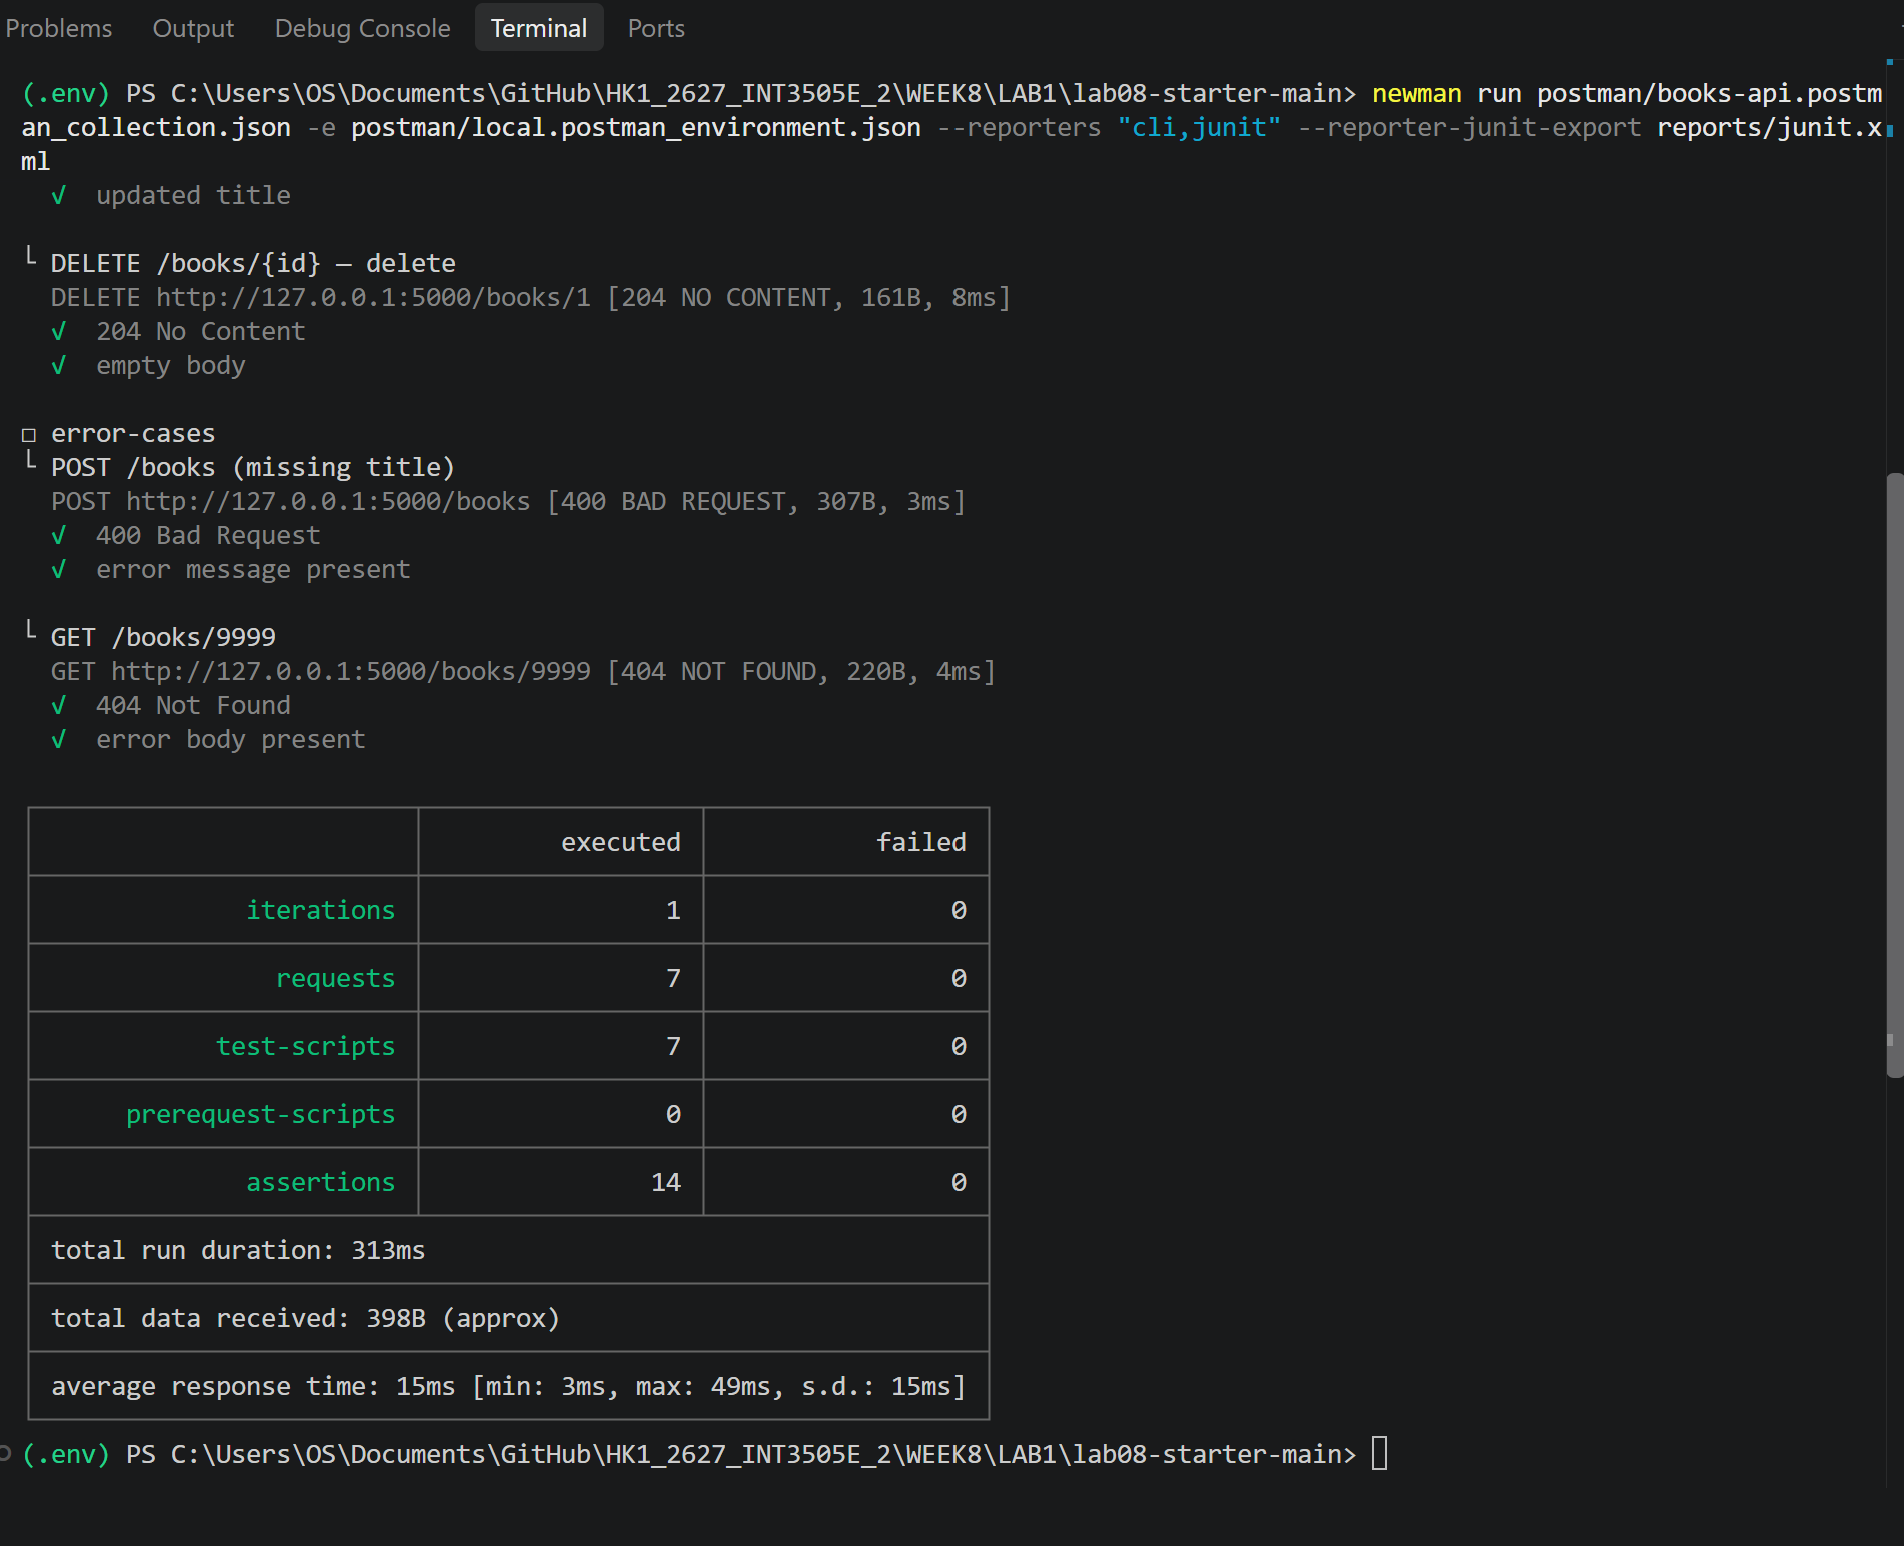 Problems Output Debug Console Terminal Ports
(.env) PS C:\Users\OS\Documents\GitHub\HK1_2627_INT3505E_2\WEEK8\LAB1\lab08-starter-main> newman run postman/books-api.postm
an_collection.json -e postman/local.postman_environment.json --reporters "cli,junit" --reporter-junit-export reports/junit.x
ml
√ updated title
└ DELETE /books/{id} — delete
DELETE http://127.0.0.1:5000/books/1 [204 NO CONTENT, 161B, 8ms]
√ 204 No Content
√ empty body
□ error-cases
└ POST /books (missing title)
POST http://127.0.0.1:5000/books [400 BAD REQUEST, 307B, 3ms]
√ 400 Bad Request
√ error message present
└ GET /books/9999
GET http://127.0.0.1:5000/books/9999 [404 NOT FOUND, 220B, 4ms]
√ 404 Not Found
√ error body present
executed failed
iterations 1 0
requests 7 0
test-scripts 7 0
prerequest-scripts 0 0
assertions 14 0
total run duration: 313ms
total data received: 398B (approx)
average response time: 15ms [min: 3ms, max: 49ms, s.d.: 15ms]
(.env) PS C:\Users\OS\Documents\GitHub\HK1_2627_INT3505E_2\WEEK8\LAB1\lab08-starter-main>